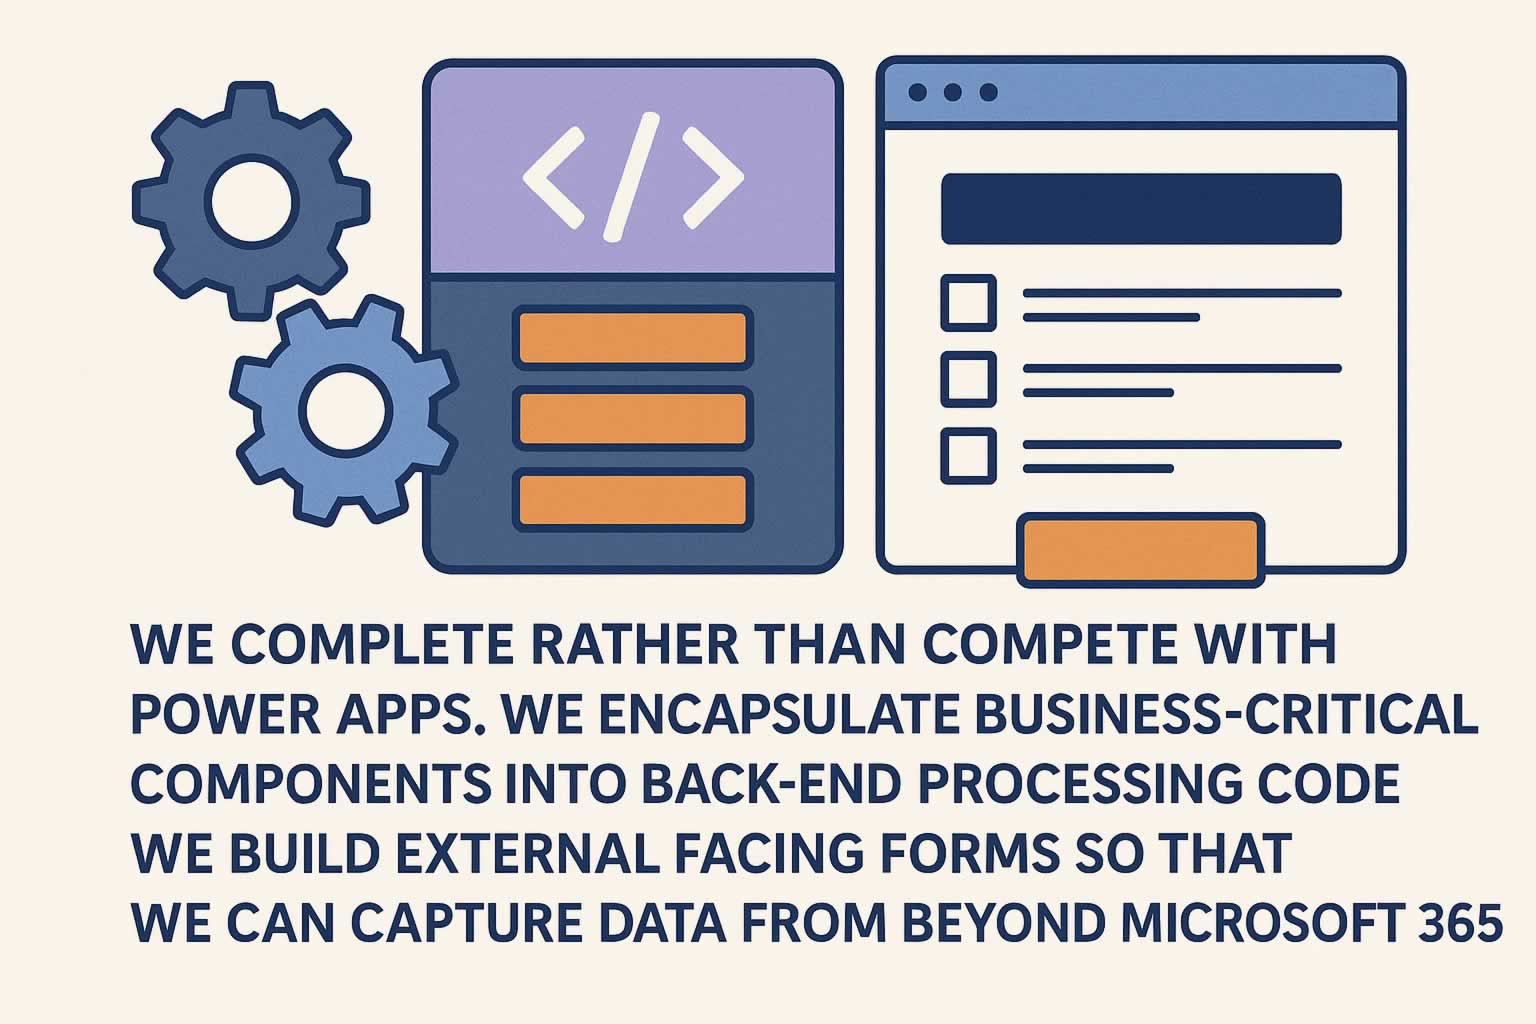 </>
WE COMPLETE RATHER THAN COMPETE WITH
POWER APPS. WE ENCAPSULATE BUSINESS-CRITICAL
COMPONENTS INTO BACK-END PROCESSING CODE
WE BUILD EXTERNAL FACING FORMS SO THAT
WE CAN CAPTURE DATA FROM BEYOND MICROSOFT 365